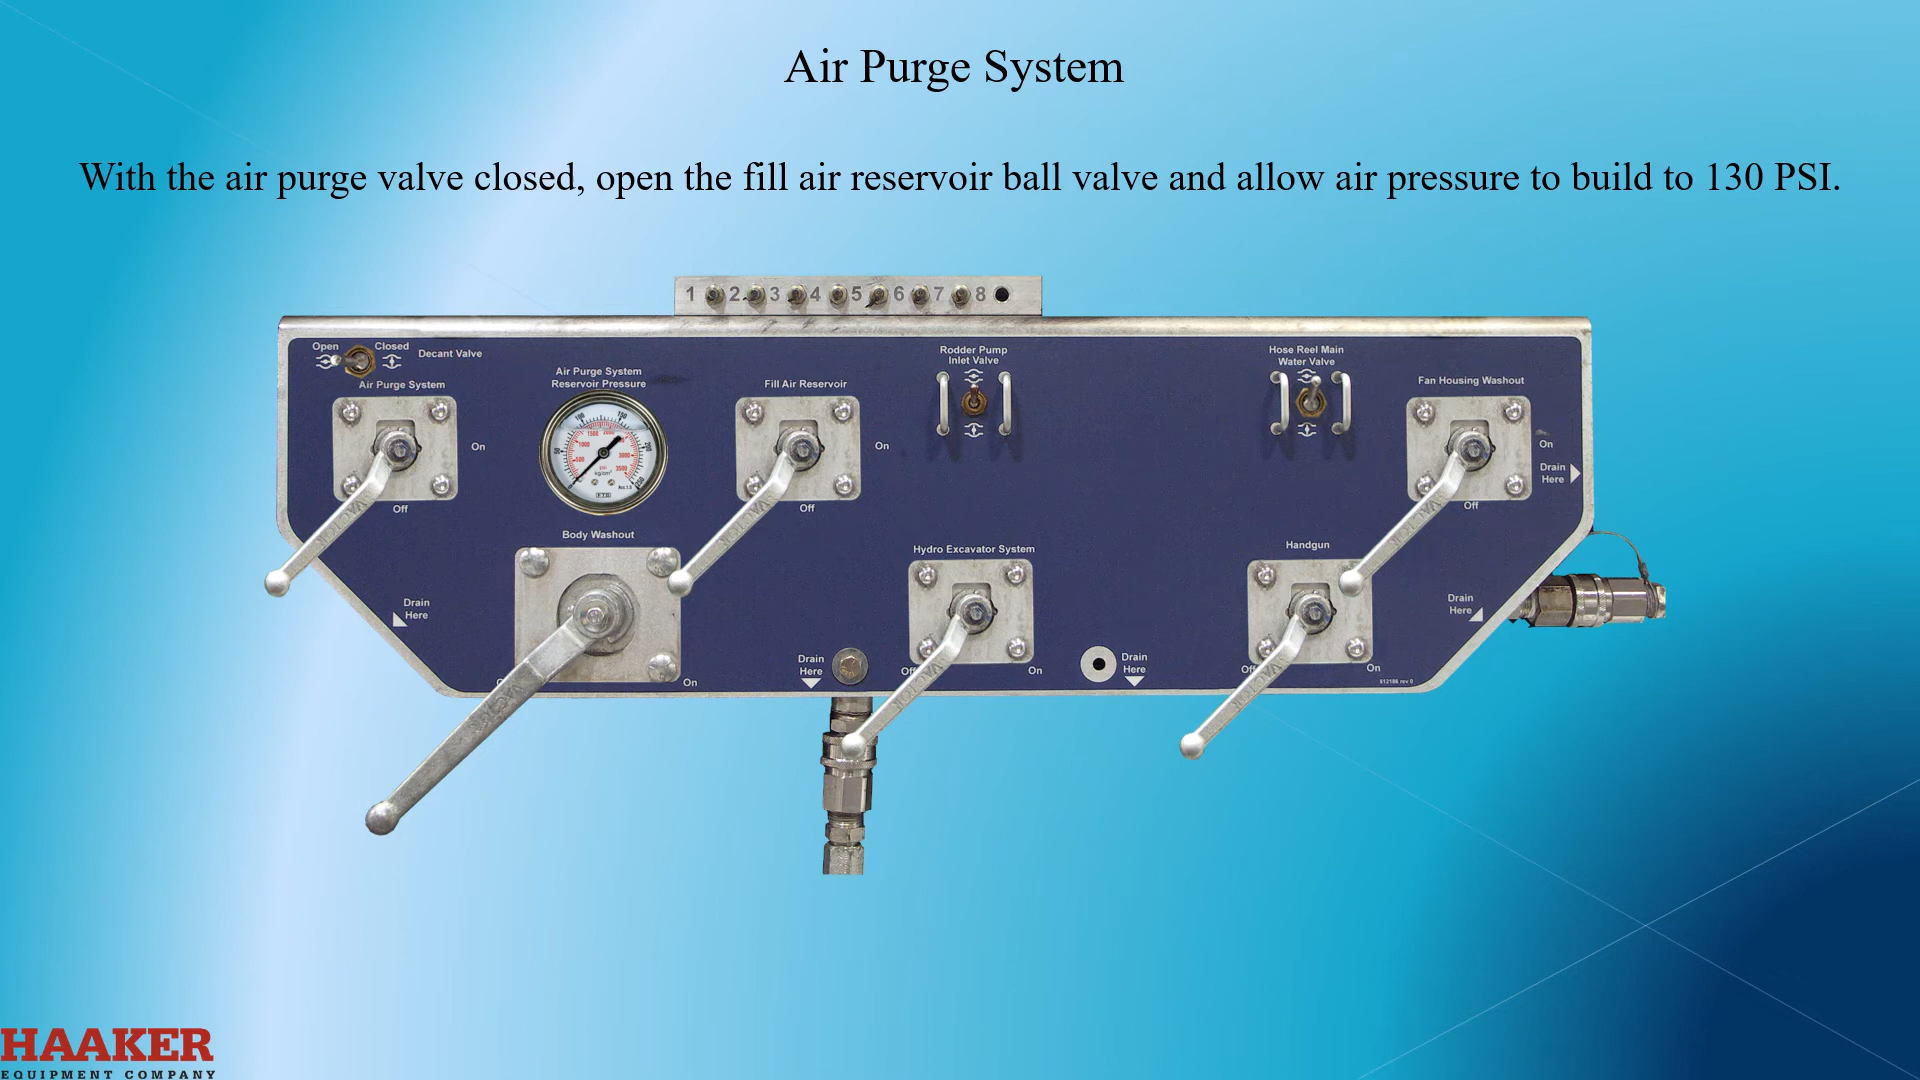 Air Purge System
With the air purge valve closed, open the fill air reservoir ball valve and allow air pressure to build to 130 PSI.
1 2 3 4 5 6 7 8
Open
Closed
Decant Valve
Air Purge System
On
Off
Air Purge System
Reservoir Pressure
Fill Air Reservoir
On
Off
Rodder Pump
Inlet Valve
Hose Reel Main
Water Valve
Fan Housing Washout
On
Off
Drain
Here
Body Washout
On
Drain
Here
Hydro Excavator System
On
Drain
Here
Handgun
On
Drain
Here
Drain
Here
HAAKER
EQUIPMENT COMPANY